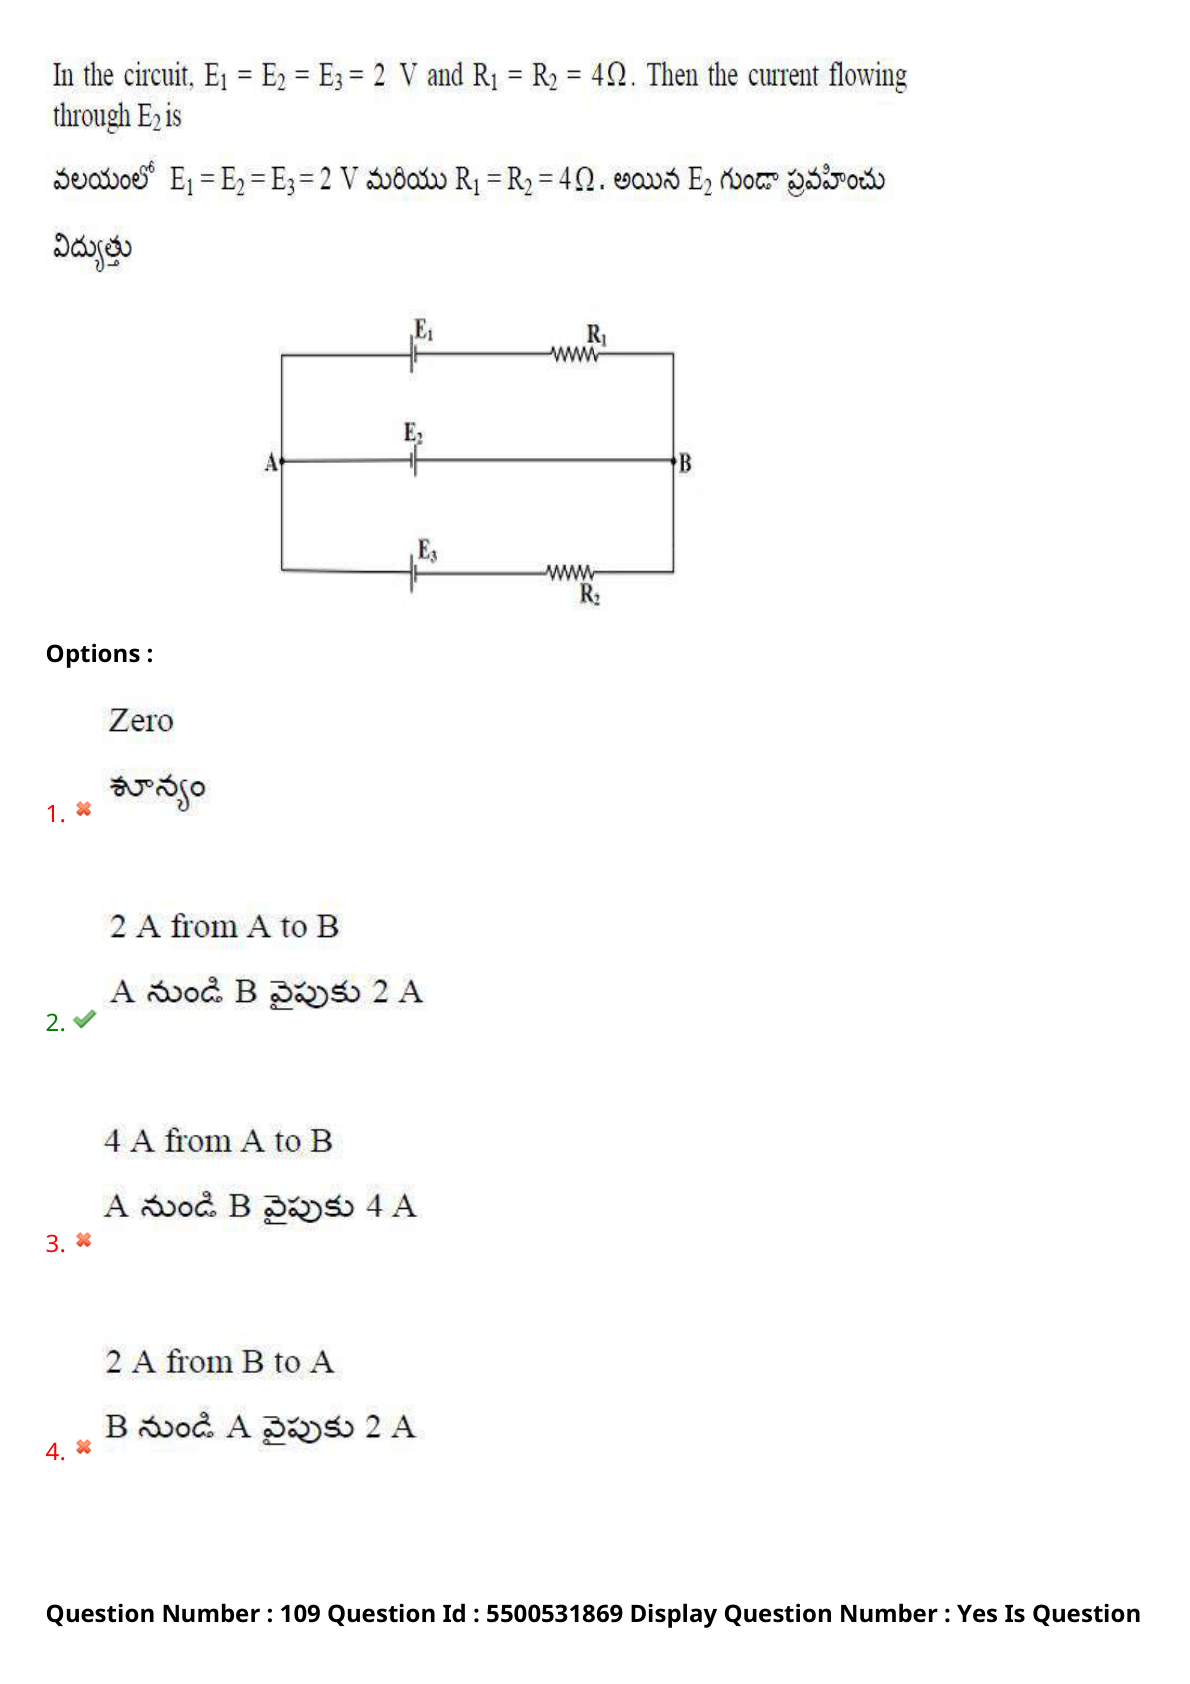 In the circuit, E₁ = E₂ = E₃ = 2 V and R₁ = R₂ = 4Ω. Then the current flowing
through E₂ is
వలయంలో E₁ = E₂ = E₃ = 2 V మరియు R₁ = R₂ = 4Ω. అయిన E₂ గుండా ప్రవహించు
విద్యుత్తు
E₁
R₁
E₂
A
B
E₃
R₂
Options :
Zero
శూన్యం
1.
2 A from A to B
A నుండి B వైపుకు 2 A
2.
4 A from A to B
A నుండి B వైపుకు 4 A
3.
2 A from B to A
B నుండి A వైపుకు 2 A
4.
Question Number : 109 Question Id : 5500531869 Display Question Number : Yes Is Question